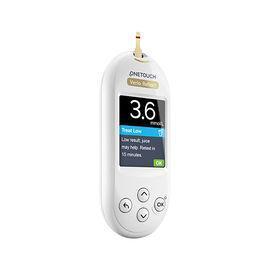 ONETOUCH
Verio Reflect
3.6
mmol/L
Treat Low
Low result, juice
may help. Retest in
15 minutes.
OK
OK